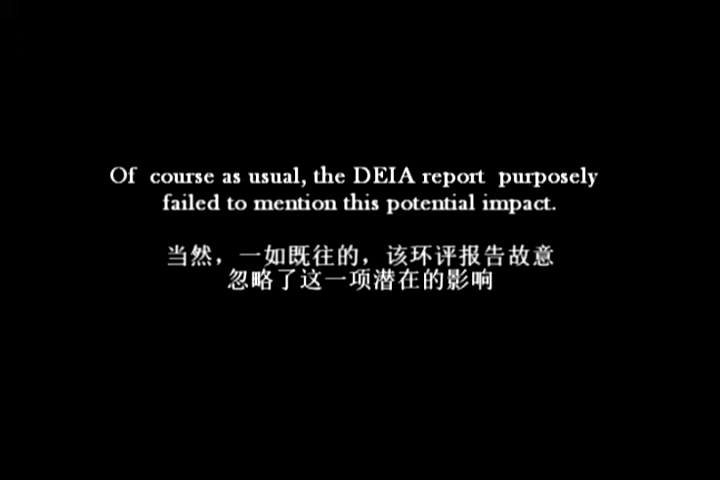 Of course as usual, the DEIA report purposely
failed to mention this potential impact.
当然，一如既往的，该环评报告故意
忽略了这一项潜在的影响